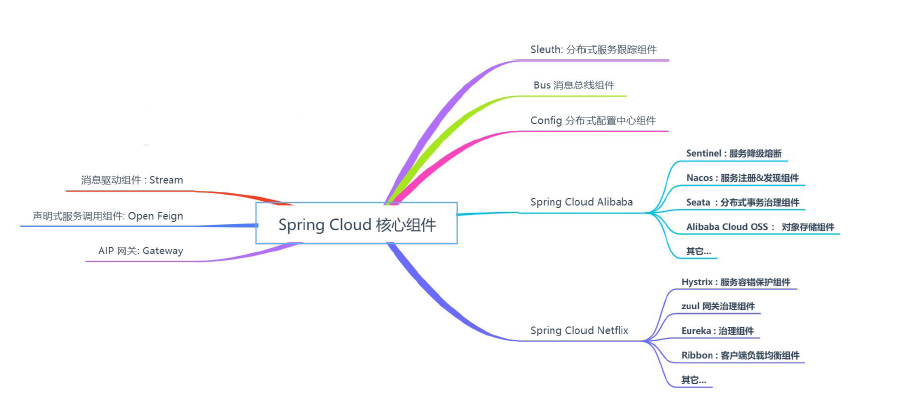 Sleuth: 分布式服务跟踪组件
Bus 消息总线组件
Config 分布式配置中心组件
消息驱动组件 : Stream
声明式服务调用组件: Open Feign
AIP 网关: Gateway
Spring Cloud 核心组件
Spring Cloud Alibaba
Sentinel : 服务降级熔断
Nacos : 服务注册&发现组件
Seata : 分布式事务治理组件
Alibaba Cloud OSS : 对象存储组件
其它...
Spring Cloud Netflix
Hystrix : 服务容错保护组件
zuul 网关治理组件
Eureka : 治理组件
Ribbon : 客户端负载均衡组件
其它...